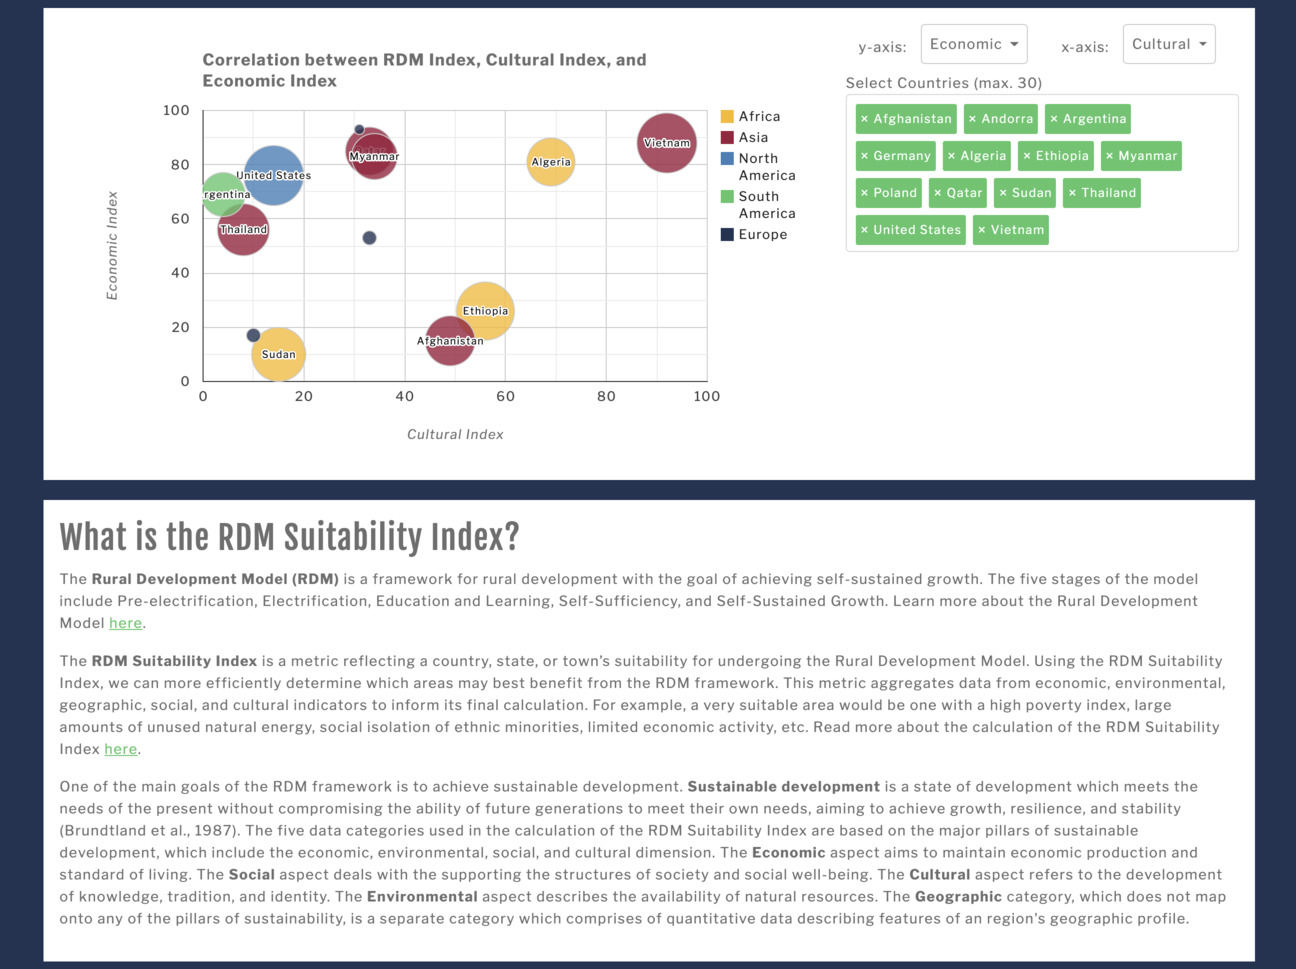 y-axis: Economic
x-axis: Cultural
Correlation between RDM Index, Cultural Index, and
Economic Index
Select Countries (max. 30)
× Afghanistan × Andorra × Argentina
× Germany × Algeria × Ethiopia × Myanmar
× Poland × Qatar × Sudan × Thailand
× United States × Vietnam
100
80
60
40
20
0
0 20 40 60 80 100
Economic Index
Cultural Index
Vietnam
Myanmar
Algeria
United States
rgentina
Thailand
Ethiopia
Afghanistan
Sudan
Africa
Asia
North
America
South
America
Europe
What is the RDM Suitability Index?
The Rural Development Model (RDM) is a framework for rural development with the goal of achieving self-sustained growth. The five stages of the model
include Pre-electrification, Electrification, Education and Learning, Self-Sufficiency, and Self-Sustained Growth. Learn more about the Rural Development
Model here.
The RDM Suitability Index is a metric reflecting a country, state, or town's suitability for undergoing the Rural Development Model. Using the RDM Suitability
Index, we can more efficiently determine which areas may best benefit from the RDM framework. This metric aggregates data from economic, environmental,
geographic, social, and cultural indicators to inform its final calculation. For example, a very suitable area would be one with a high poverty index, large
amounts of unused natural energy, social isolation of ethnic minorities, limited economic activity, etc. Read more about the calculation of the RDM Suitability
Index here.
One of the main goals of the RDM framework is to achieve sustainable development. Sustainable development is a state of development which meets the
needs of the present without compromising the ability of future generations to meet their own needs, aiming to achieve growth, resilience, and stability
(Brundtland et al., 1987). The five data categories used in the calculation of the RDM Suitability Index are based on the major pillars of sustainable
development, which include the economic, environmental, social, and cultural dimension. The Economic aspect aims to maintain economic production and
standard of living. The Social aspect deals with the supporting the structures of society and social well-being. The Cultural aspect refers to the development
of knowledge, tradition, and identity. The Environmental aspect describes the availability of natural resources. The Geographic category, which does not map
onto any of the pillars of sustainability, is a separate category which comprises of quantitative data describing features of an region's geographic profile.